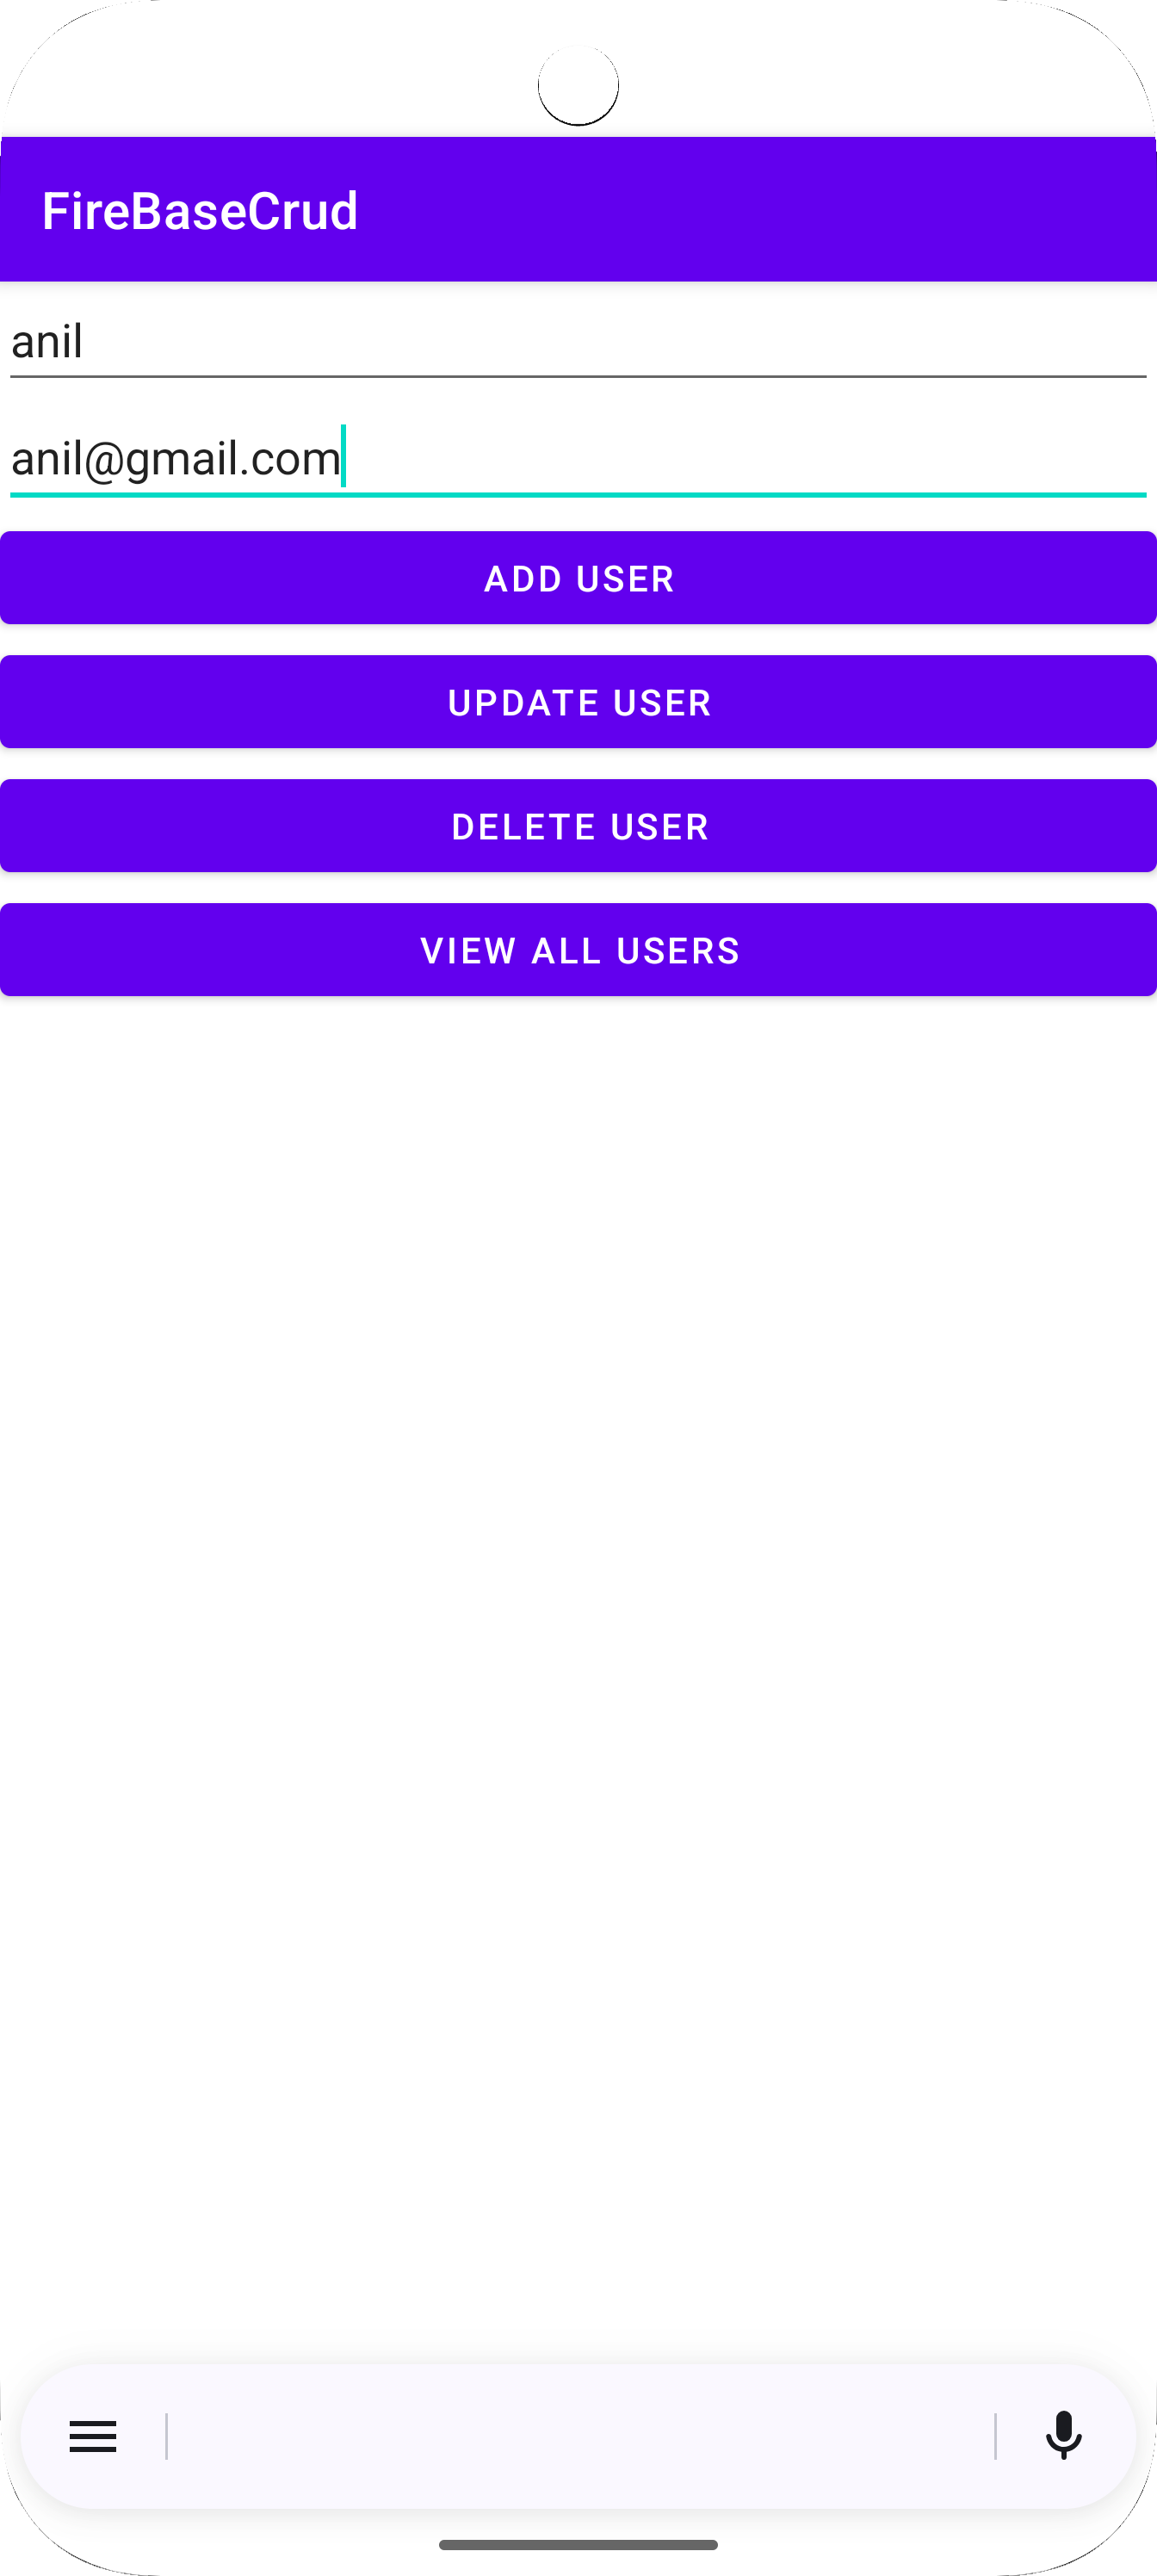 FireBaseCrud
anil
anil@gmail.com
ADD USER
UPDATE USER
DELETE USER
VIEW ALL USERS